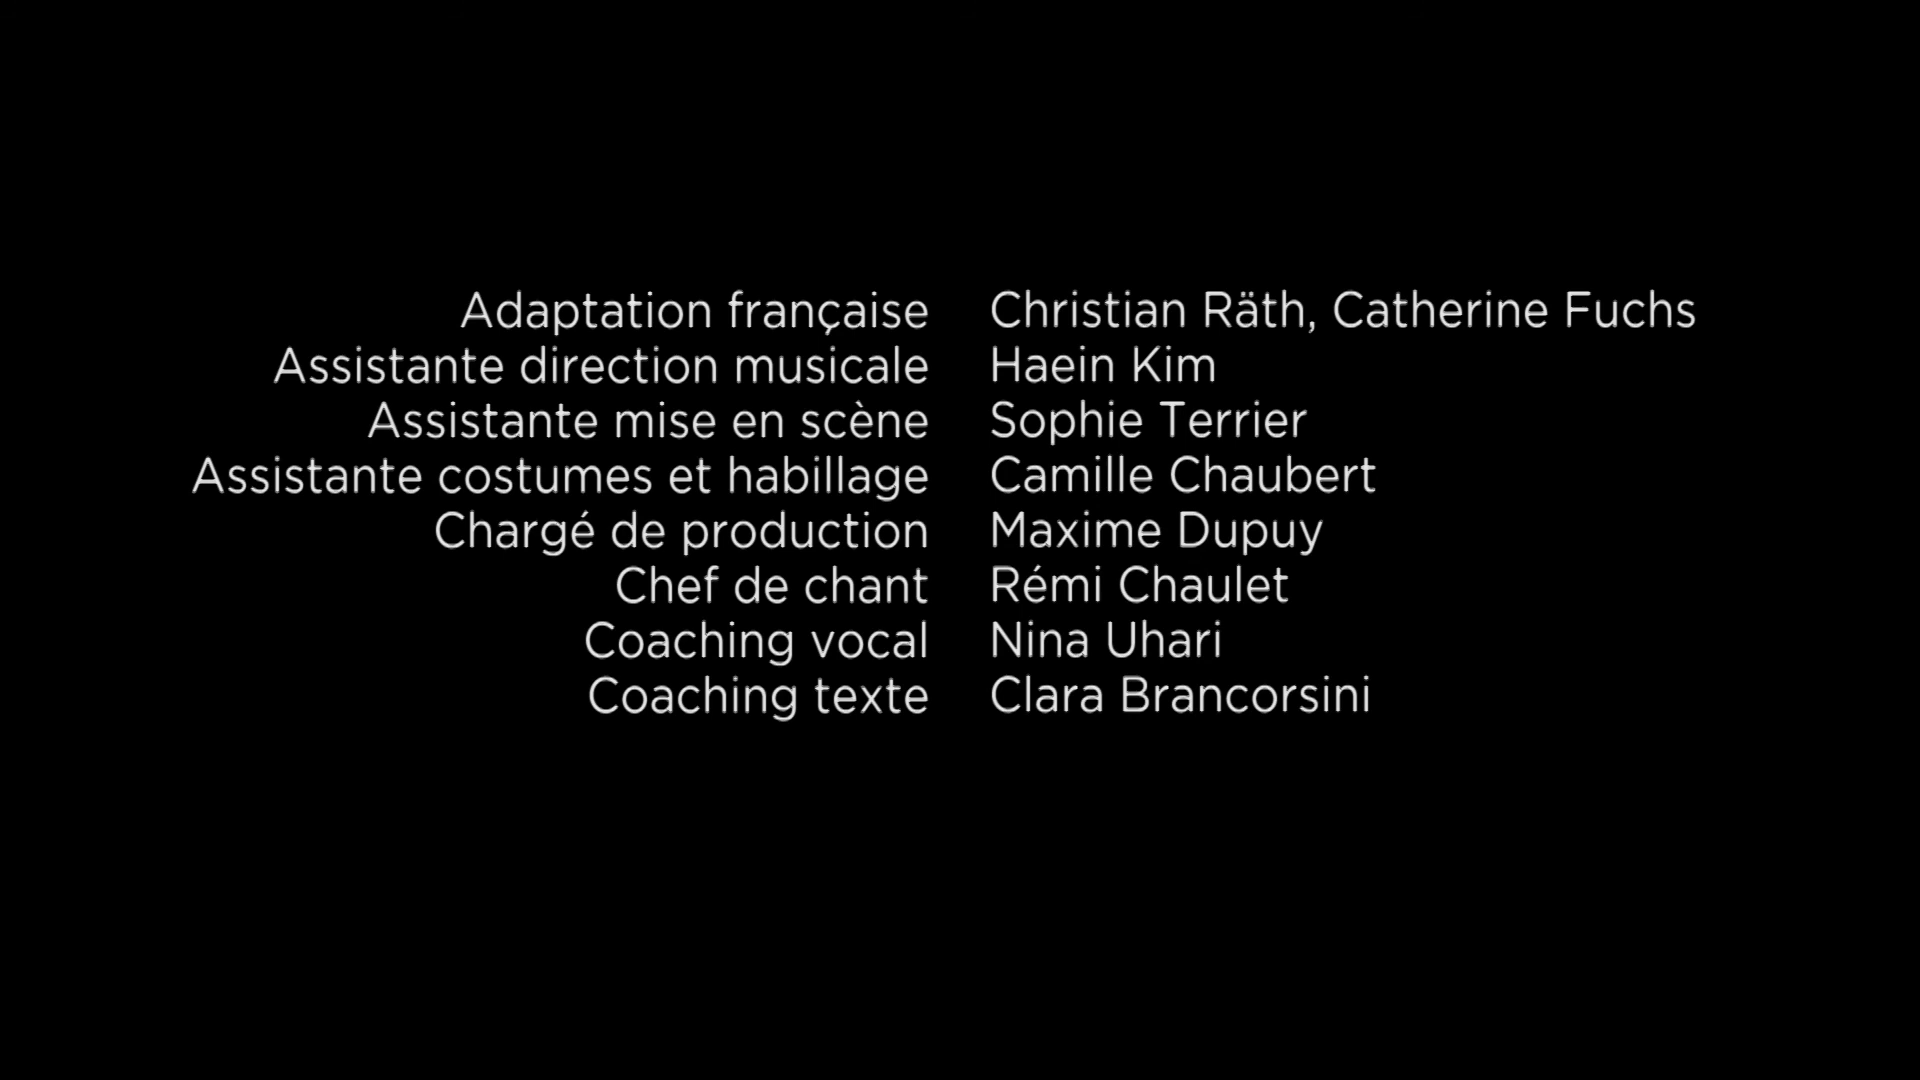 Adaptation française Christian Räth, Catherine Fuchs
Assistante direction musicale Haein Kim
Assistante mise en scène Sophie Terrier
Assistante costumes et habillage Camille Chaubert
Chargé de production Maxime Dupuy
Chef de chant Rémi Chaulet
Coaching vocal Nina Uhari
Coaching texte Clara Brancorsini